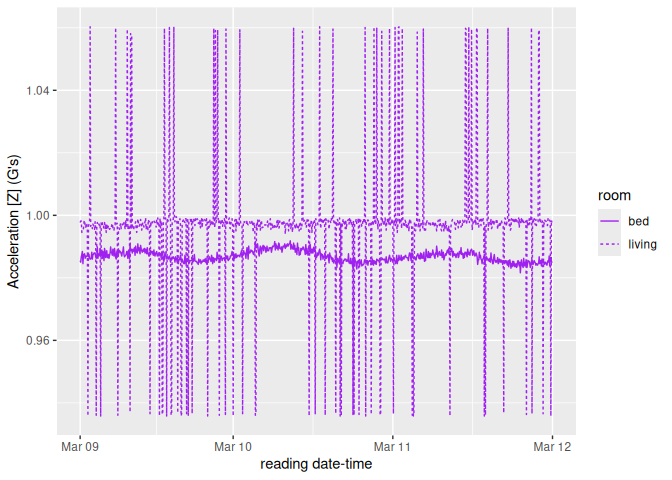 1.04
1.00
0.96
Acceleration [Z] (G's)
Mar 09
Mar 10
Mar 11
Mar 12
reading date-time
room
bed
living